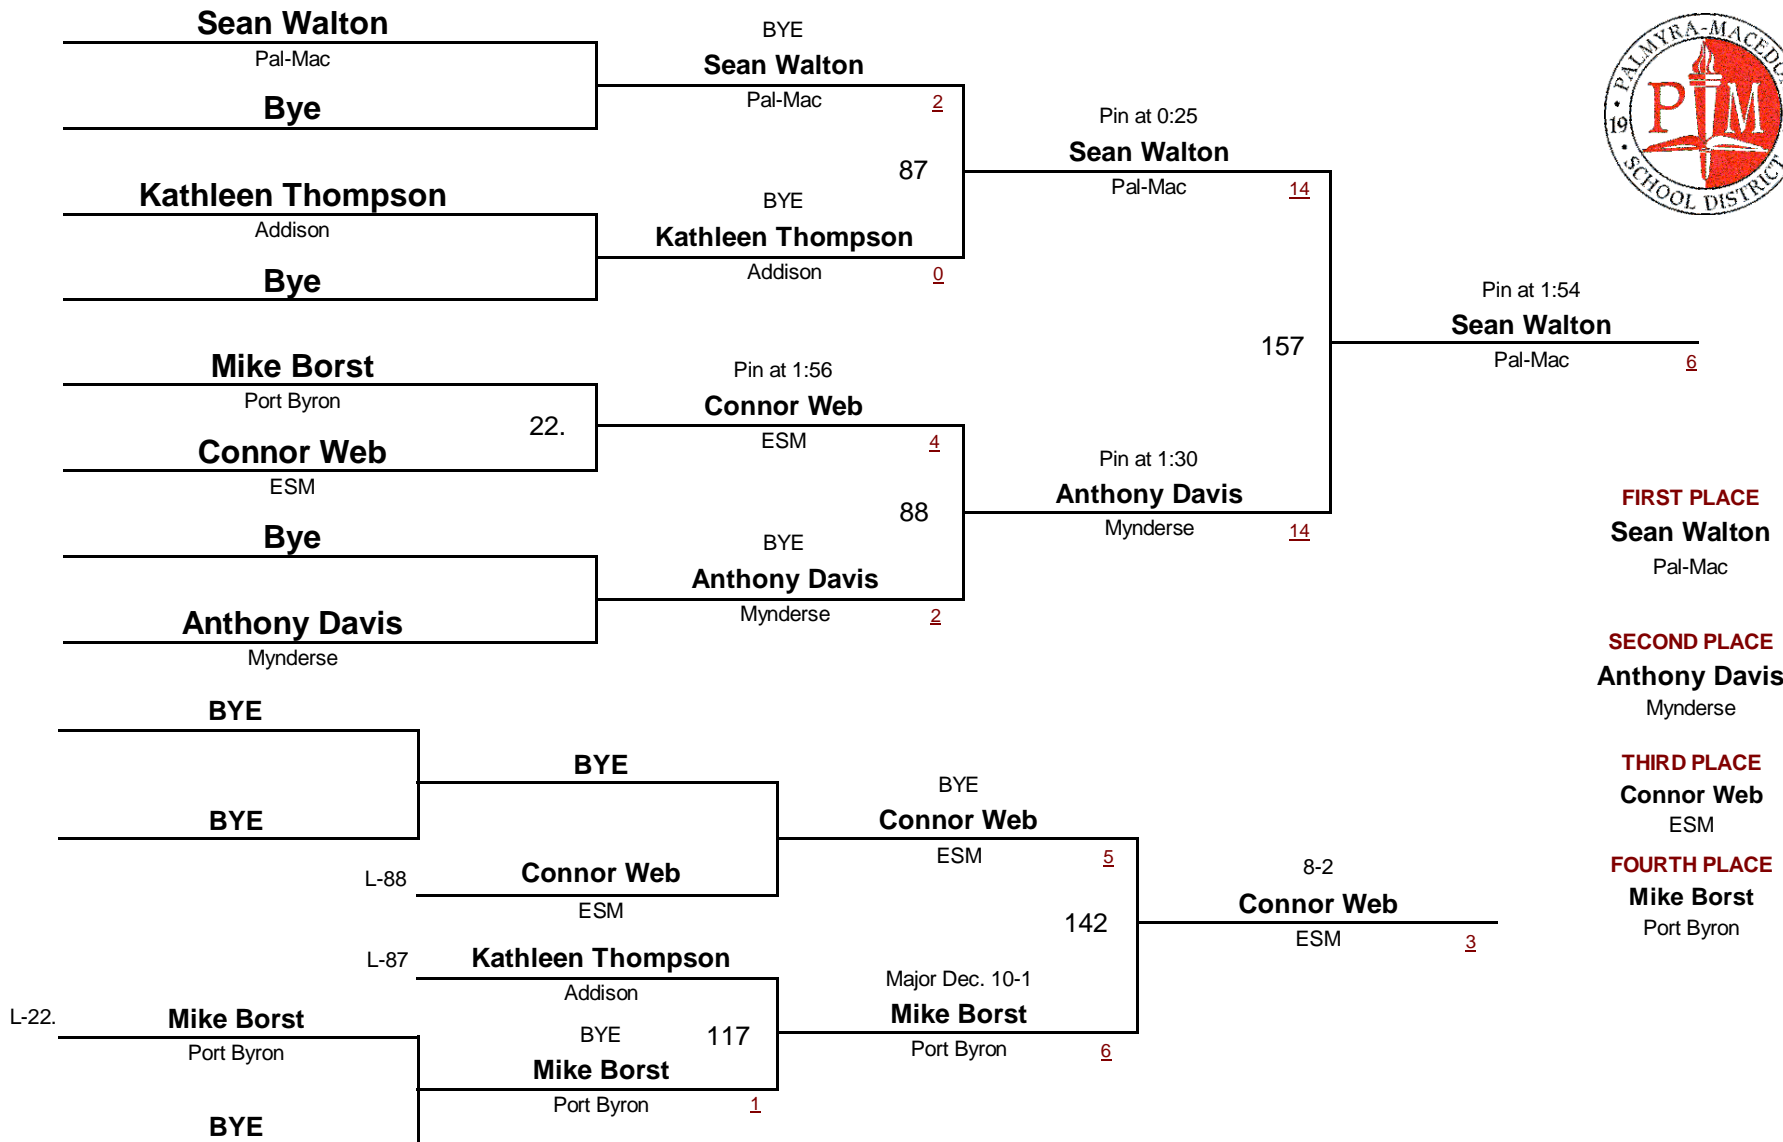 Sean Walton
Pal-Mac
Bye
Kathleen Thompson
Addison
Bye
Mike Borst
Port Byron
22.
Connor Web
ESM
Bye
Anthony Davis
Mynderse
BYE
Sean Walton
Pal-Mac
2
87
BYE
Kathleen Thompson
Addison
0
Pin at 1:56
Connor Web
ESM
4
88
BYE
Anthony Davis
Mynderse
2
Pin at 0:25
Sean Walton
Pal-Mac
14
157
Pin at 1:30
Anthony Davis
Mynderse
14
Pin at 1:54
Sean Walton
Pal-Mac
6
PALMYRA-MACEDO
19
P M
SCHOOL DISTRICT
FIRST PLACE
Sean Walton
Pal-Mac
SECOND PLACE
Anthony Davis
Mynderse
THIRD PLACE
Connor Web
ESM
FOURTH PLACE
Mike Borst
Port Byron
BYE
BYE
BYE
L-88
Connor Web
ESM
L-87
Kathleen Thompson
Addison
L-22.
Mike Borst
Port Byron
BYE
BYE
117
Mike Borst
Port Byron
1
BYE
Connor Web
ESM
5
142
Major Dec. 10-1
Mike Borst
Port Byron
6
8-2
Connor Web
ESM
3